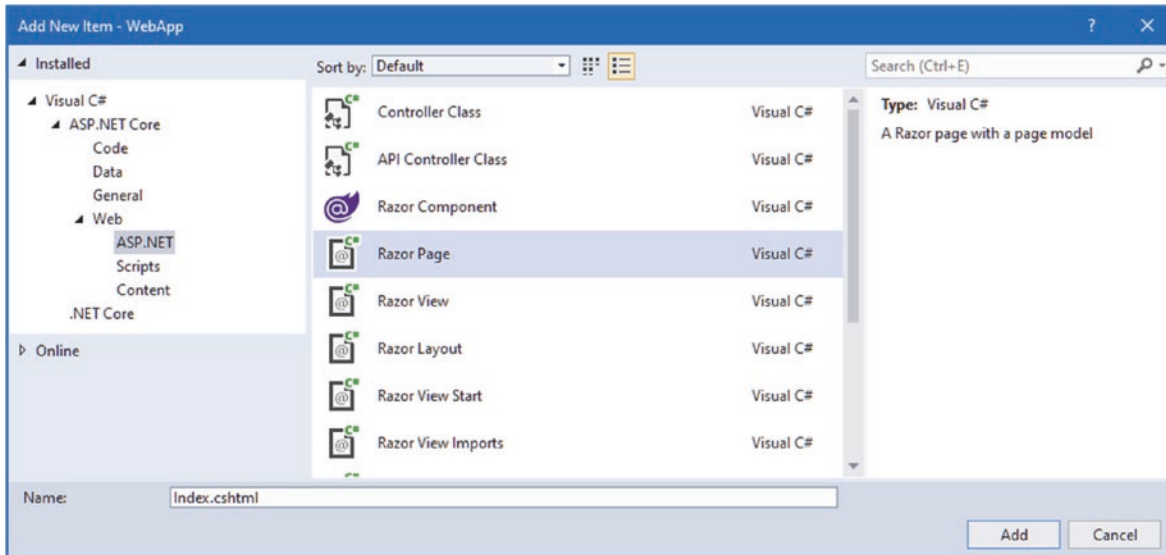 Add New Item - WebApp
? ×
Installed
Sort by: Default
Search (Ctrl+E)
Visual C#
ASP.NET Core
Code
Data
General
Web
ASP.NET
Scripts
Content
.NET Core
Online
C# Controller Class Visual C#
C# API Controller Class Visual C#
@ Razor Component Visual C#
C# @ Razor Page Visual C#
C# @ Razor View Visual C#
C# @ Razor Layout Visual C#
C# @ Razor View Start Visual C#
C# @ Razor View Imports Visual C#
Type: Visual C#
A Razor page with a page model
Name: Index.cshtml
Add Cancel